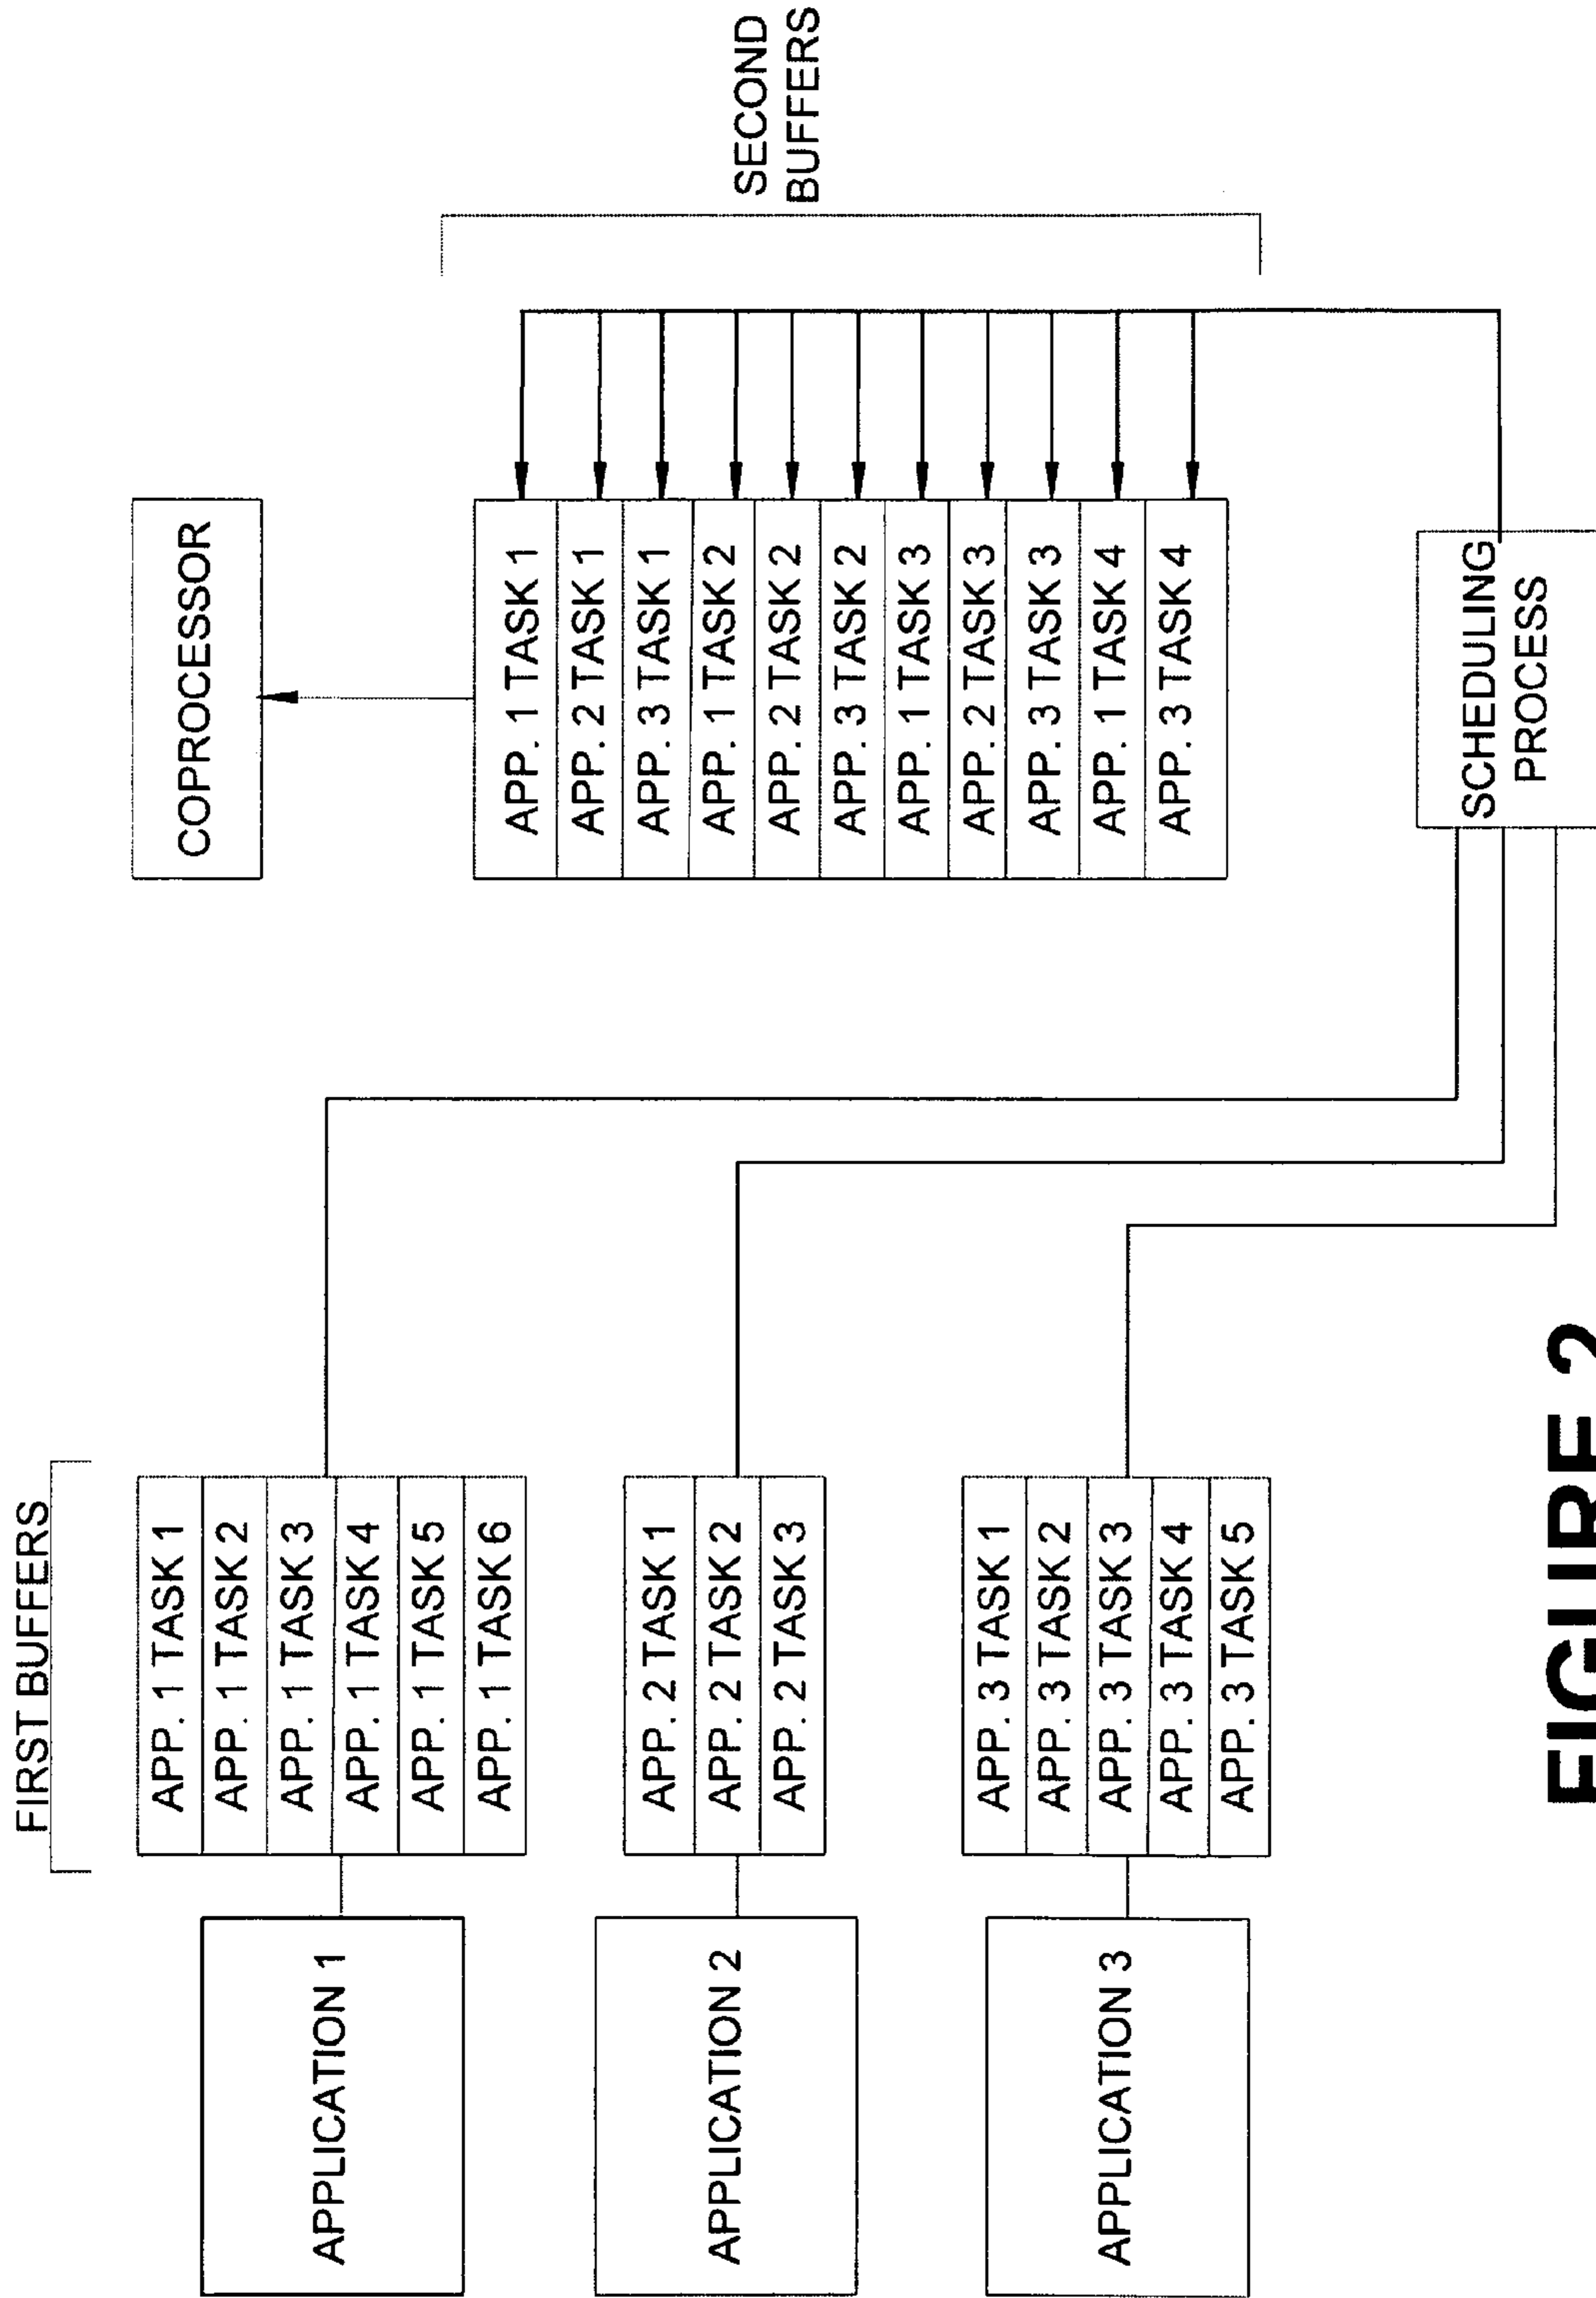 FIRST BUFFERS
APPLICATION 1
APP. 1 TASK 1
APP. 1 TASK 2
APP. 1 TASK 3
APP. 1 TASK 4
APP. 1 TASK 5
APP. 1 TASK 6
APPLICATION 2
APP. 2 TASK 1
APP. 2 TASK 2
APP. 2 TASK 3
APPLICATION 3
APP. 3 TASK 1
APP. 3 TASK 2
APP. 3 TASK 3
APP. 3 TASK 4
APP. 3 TASK 5
COPROCESSOR
APP. 1 TASK 1
APP. 2 TASK 1
APP. 3 TASK 1
APP. 1 TASK 2
APP. 2 TASK 2
APP. 3 TASK 2
APP. 1 TASK 3
APP. 2 TASK 3
APP. 3 TASK 3
APP. 1 TASK 4
APP. 3 TASK 4
SECOND
BUFFERS
SCHEDULING
PROCESS
FIGURE 2